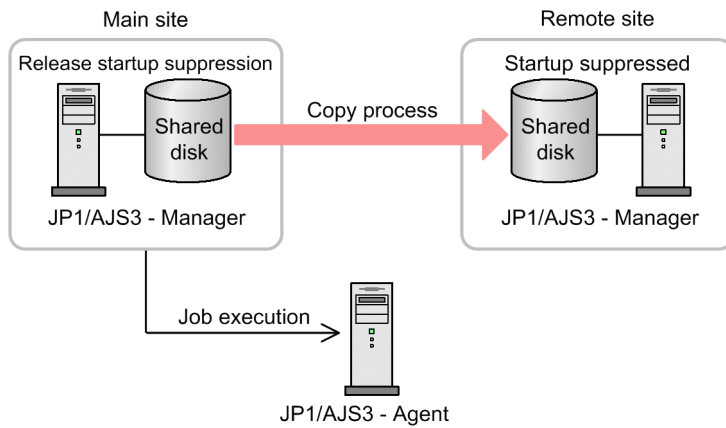 Main site
Remote site
Release startup suppression
Startup suppressed
Shared
disk
Copy process
Shared
disk
JP1/AJS3 - Manager
JP1/AJS3 - Manager
Job execution
JP1/AJS3 - Agent